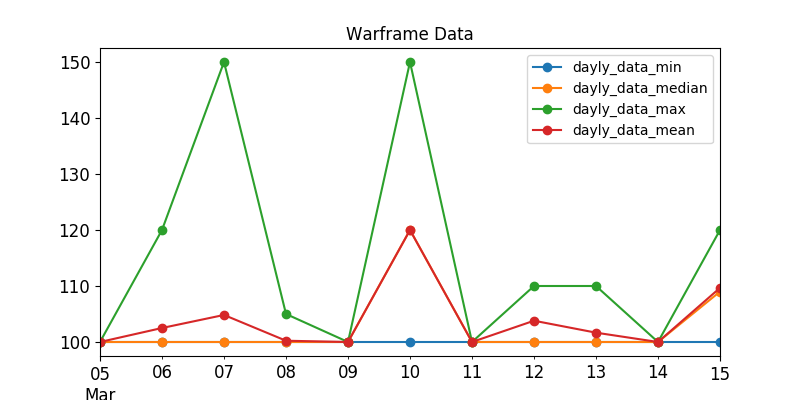 Warframe Data
dayly_data_min
dayly_data_median
dayly_data_max
dayly_data_mean
150
140
130
120
110
100
05 06 07 08 09 10 11 12 13 14 15
Mar